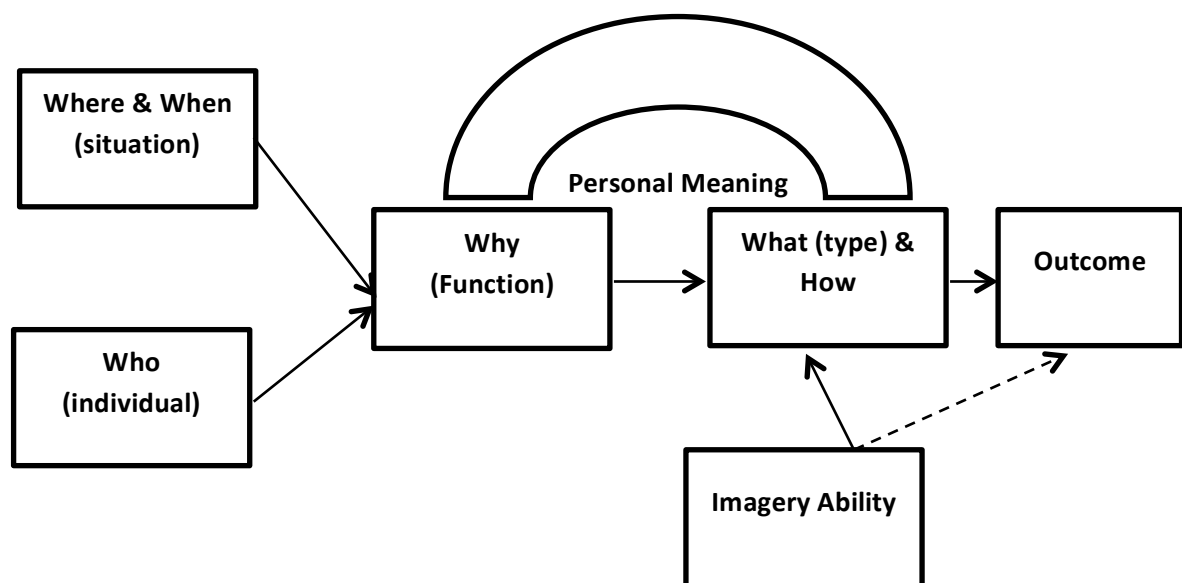 Where & When
(situation)
Personal Meaning
Why
(Function)
What (type) &
How
Outcome
Who
(individual)
Imagery Ability